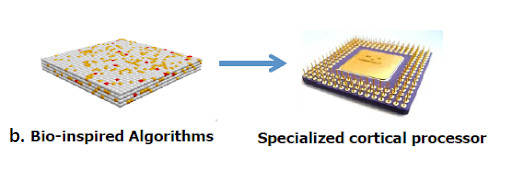 b. Bio-inspired Algorithms
Specialized cortical processor